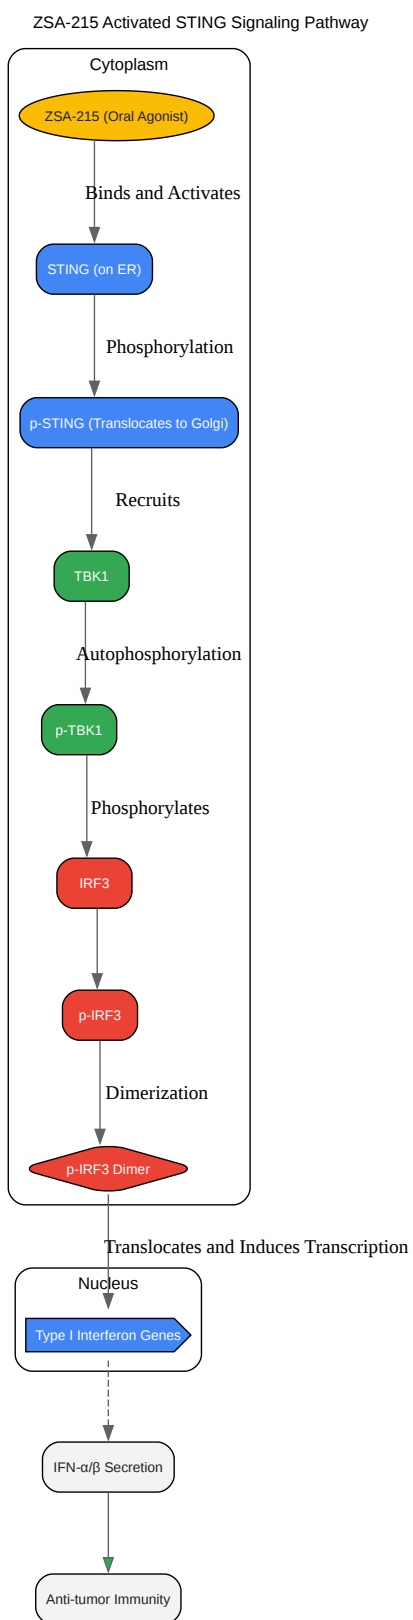 ZSA-215 Activated STING Signaling Pathway
Cytoplasm
ZSA-215 (Oral Agonist)
Binds and Activates
STING (on ER)
Phosphorylation
p-STING (Translocates to Golgi)
Recruits
TBK1
Autophosphorylation
p-TBK1
Phosphorylates
IRF3
p-IRF3
Dimerization
p-IRF3 Dimer
Translocates and Induces Transcription
Nucleus
Type I Interferon Genes
IFN-α/β Secretion
Anti-tumor Immunity